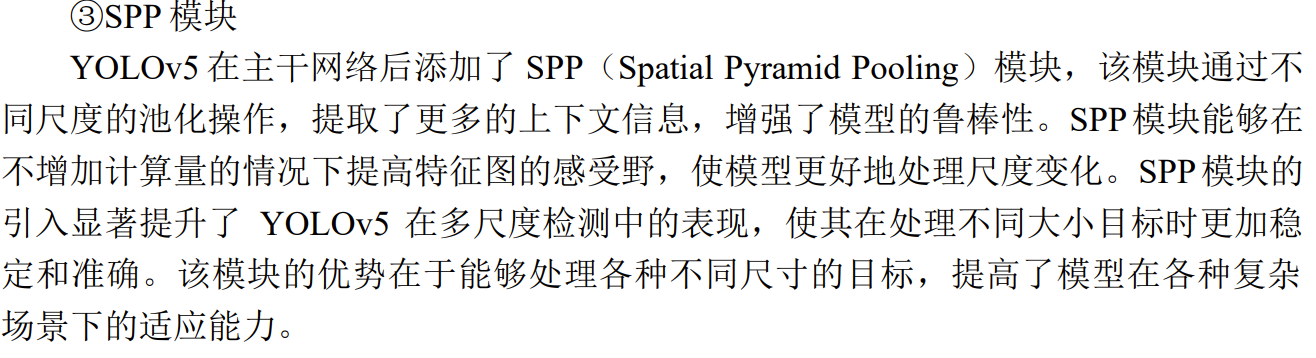 ③SPP 模块
YOLOv5 在主干网络后添加了 SPP（Spatial Pyramid Pooling）模块，该模块通过不
同尺度的池化操作，提取了更多的上下文信息，增强了模型的鲁棒性。SPP 模块能够在
不增加计算量的情况下提高特征图的感受野，使模型更好地处理尺度变化。SPP 模块的
引入显著提升了 YOLOv5 在多尺度检测中的表现，使其在处理不同大小目标时更加稳
定和准确。该模块的优势在于能够处理各种不同尺寸的目标，提高了模型在各种复杂
场景下的适应能力。